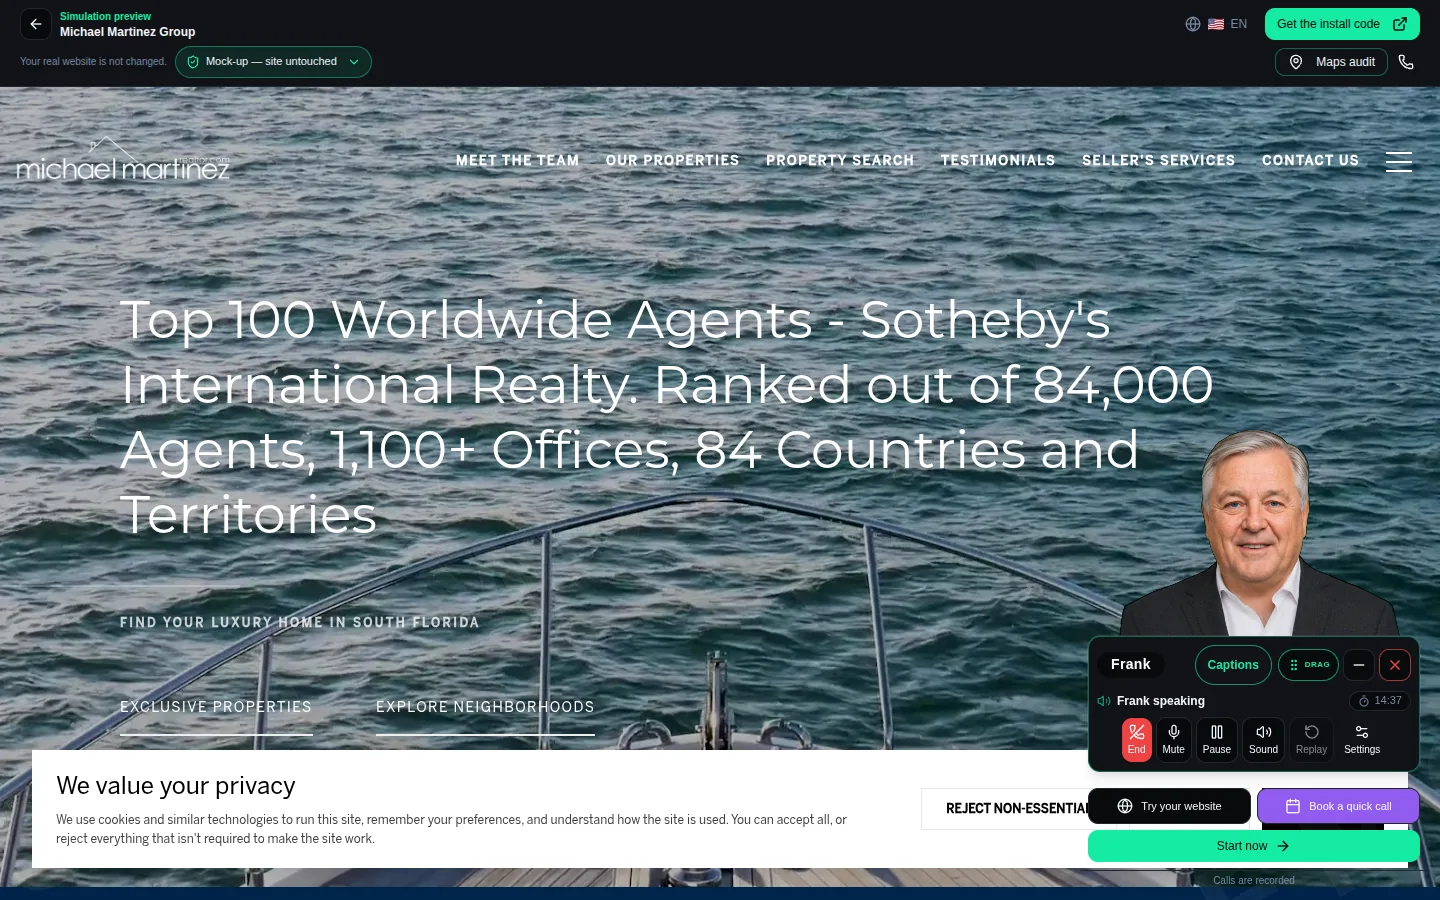 Simulation preview
Michael Martinez Group
EN
Get the install code
Your real website is not changed.
Mock-up — site untouched
Maps audit
michael martinez
realtor.com
MEET THE TEAM
OUR PROPERTIES
PROPERTY SEARCH
TESTIMONIALS
SELLER'S SERVICES
CONTACT US
Top 100 Worldwide Agents - Sotheby's
International Realty. Ranked out of 84,000
Agents, 1,100+ Offices, 84 Countries and
Territories
FIND YOUR LUXURY HOME IN SOUTH FLORIDA
EXCLUSIVE PROPERTIES
EXPLORE NEIGHBORHOODS
Frank
Captions
DRAG
Frank speaking
14:37
End
Mute
Pause
Sound
Replay
Settings
We value your privacy
We use cookies and similar technologies to run this site, remember your preferences, and understand how the site is used. You can accept all, or
reject everything that isn't required to make the site work.
REJECT NON-ESSENTIAL
Try your website
Book a quick call
Start now
Calls are recorded